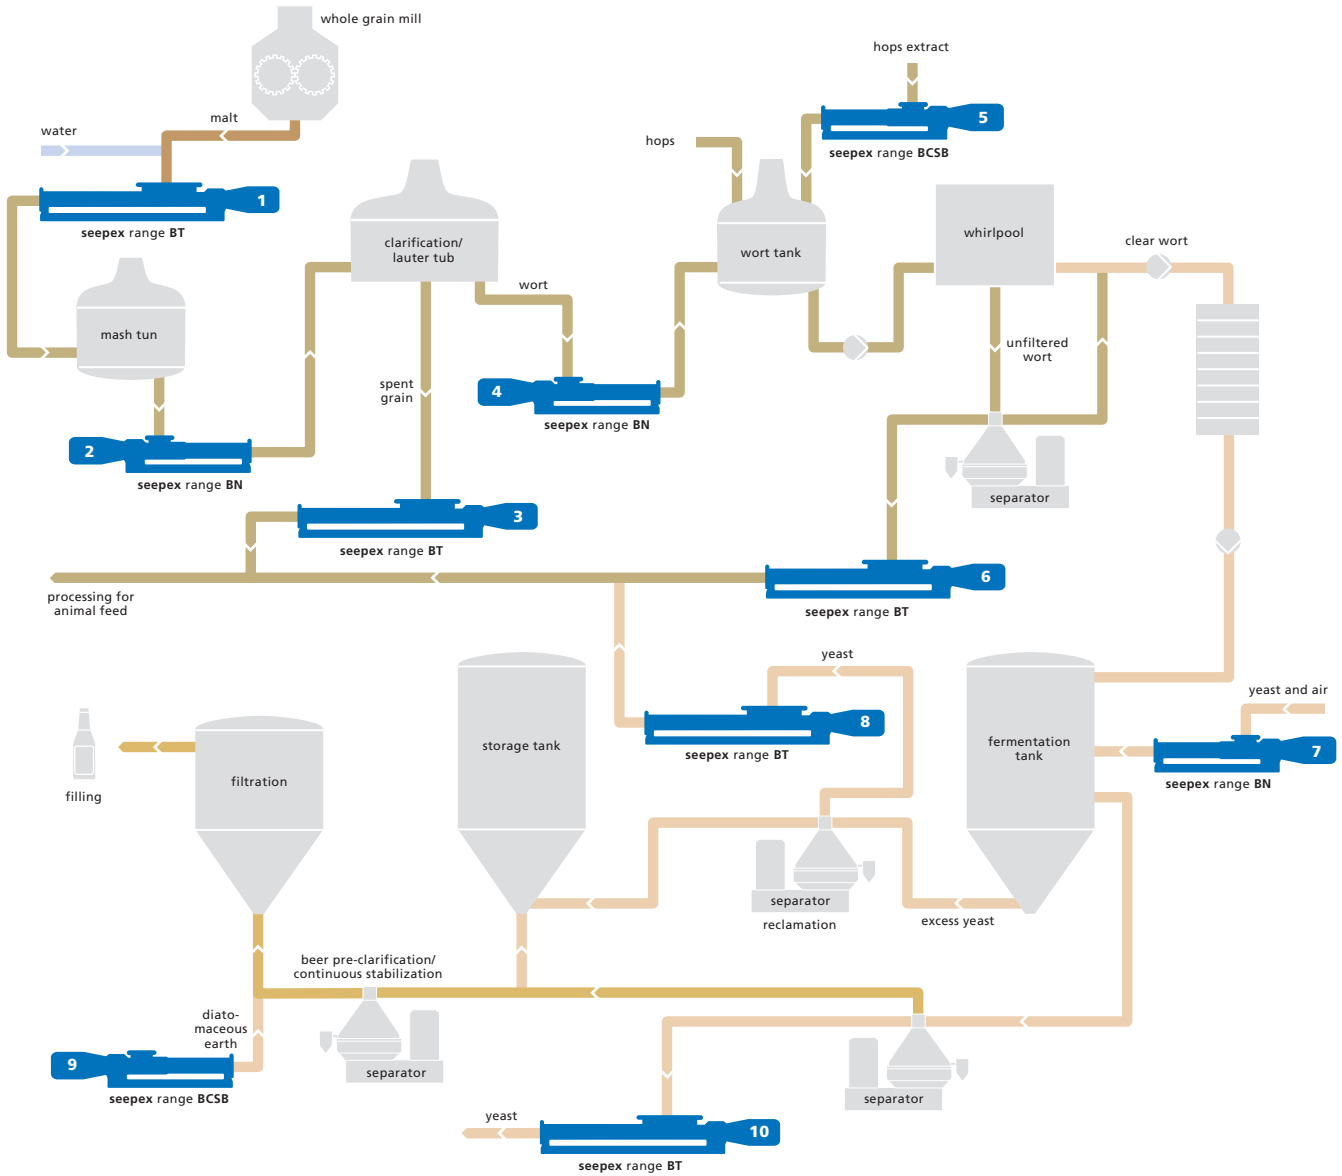 whole grain mill
hops extract
malt
water
5
hops
seepex range BCSB
1
seepex range BT
clarification/
lauter tub
wort tank
whirlpool
clear wort
wort
mash tun
unfiltered
wort
spent
grain
4
seepex range BN
2
seepex range BN
separator
3
seepex range BT
6
processing for
animal feed
seepex range BT
yeast
yeast and air
8
storage tank
fermentation
tank
7
seepex range BT
filtration
seepex range BN
filling
separator
reclamation
excess yeast
beer pre-clarification/
continuous stabilization
diato-
maceous
earth
9
separator
seepex range BCSB
separator
yeast
10
seepex range BT